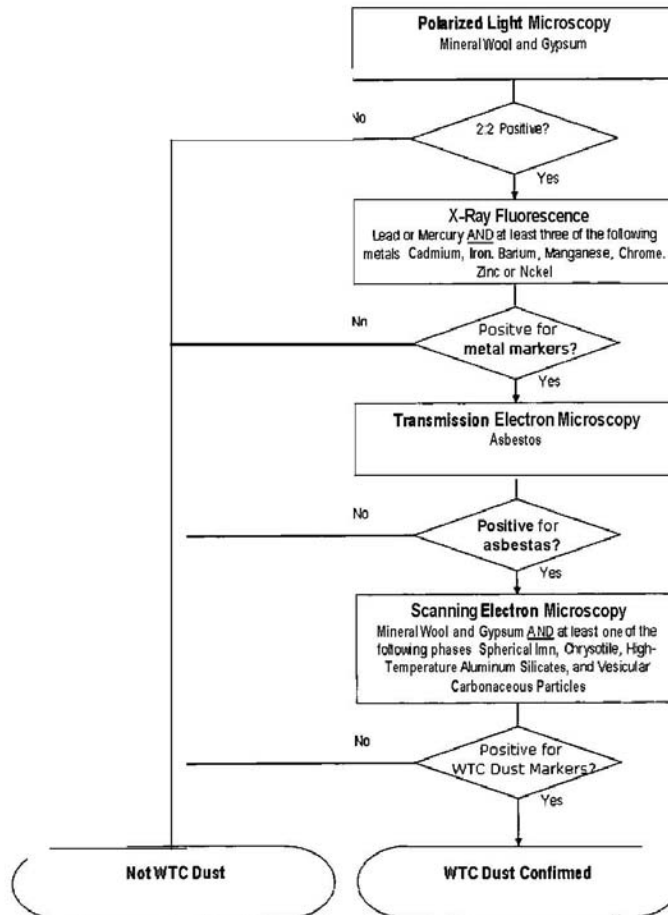 Polarized Light Microscopy
Mineral Wool and Gypsum
No
2:2 Positive?
Yes
X-Ray Fluorescence
Lead or Mercury AND at least three of the following
metals Cadmium, Iron. Barium, Manganese, Chrome.
Zinc or Nckel
No
Positve for
metal markers?
Yes
Transmission Electron Microscopy
Asbestos
No
Positive for
asbestas?
Yes
Scanning Electron Microscopy
Mineral Wool and Gypsum AND at least one of the
following phases Spherical Imn, Chrysotile, High-
Temperature Aluminum Silicates, and Vesicular
Carbonaceous Particles
No
Positive for
WTC Dust Markers?
Yes
Not WTC Dust
WTC Dust Confirmed